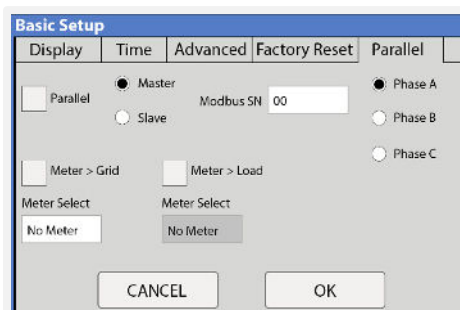 Basic Setup
Display Time Advanced Factory Reset Parallel
Parallel Master Modbus SN 00 Phase A
Slave Phase B
Phase C
Meter > Grid Meter > Load
Meter Select Meter Select
No Meter No Meter
CANCEL OK